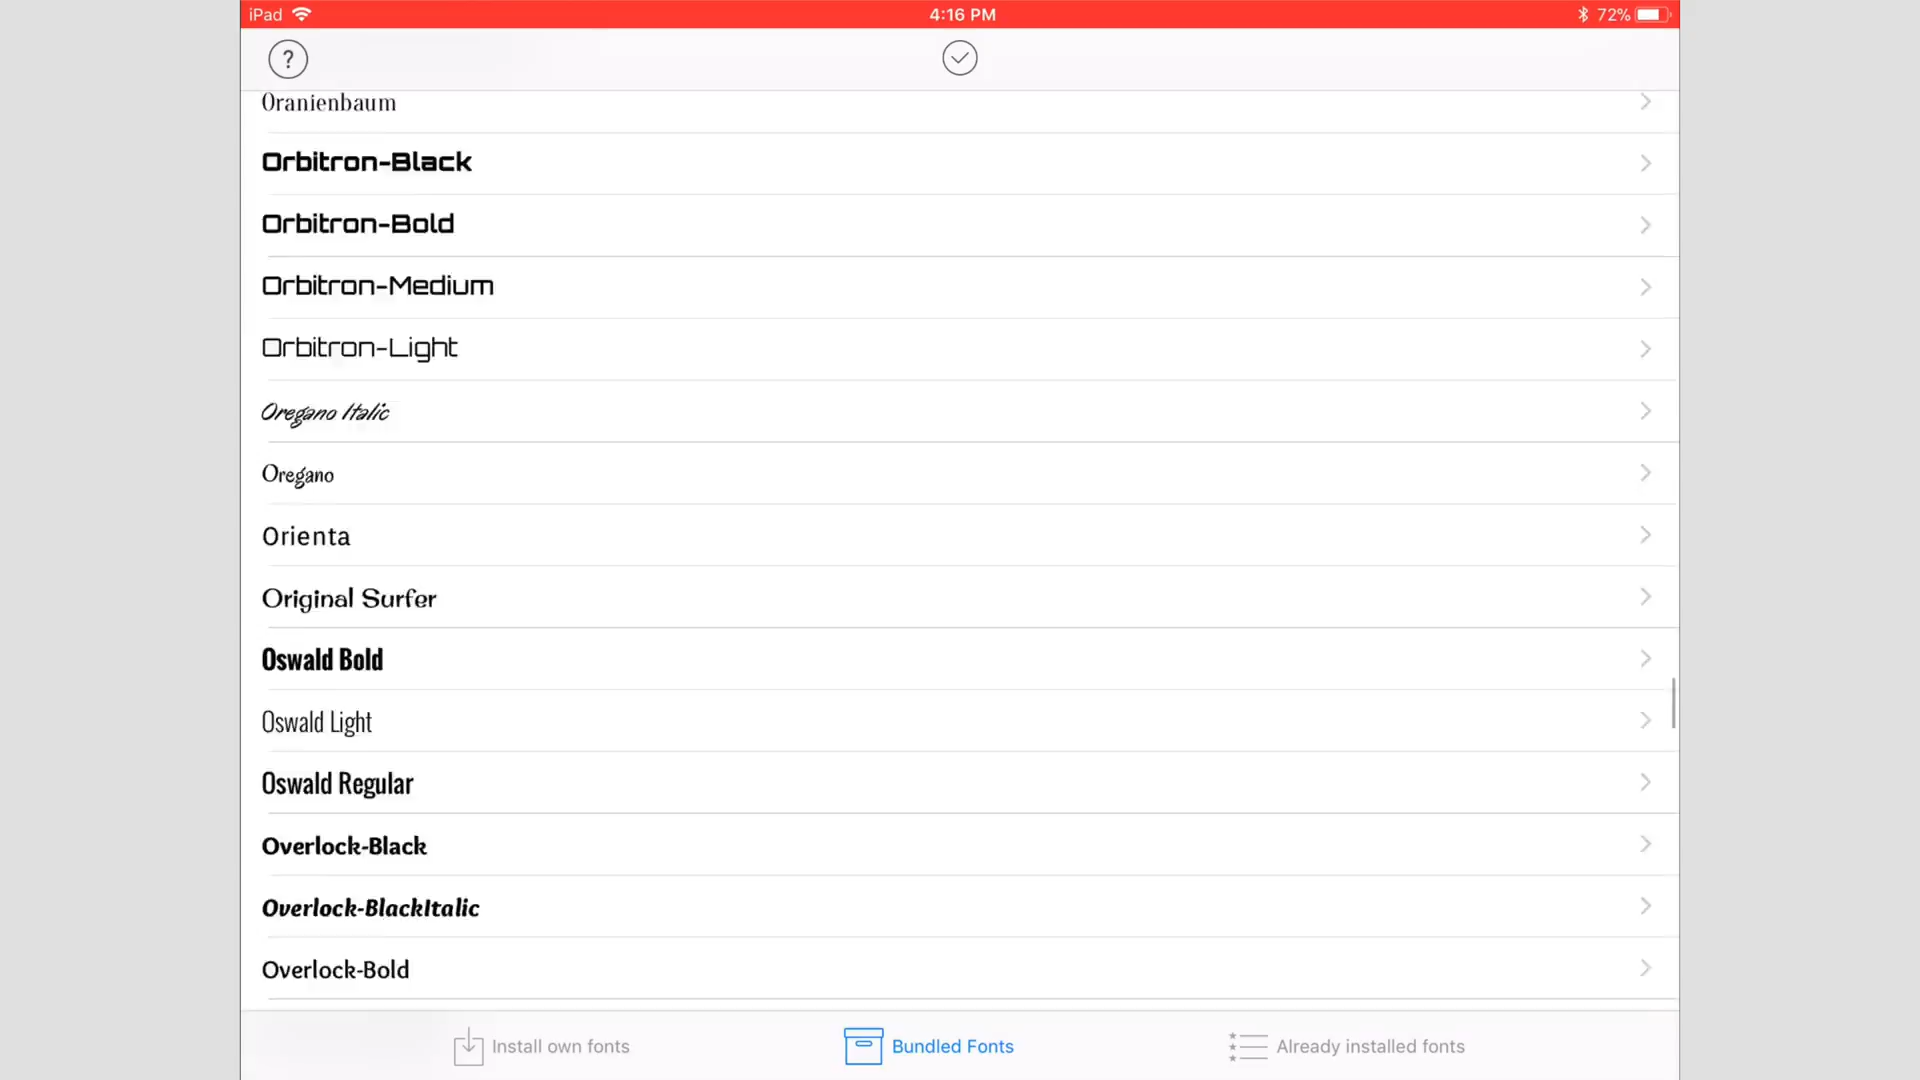 iPad
4:16 PM
72%
?
Oranienbaum
Orbitron-Black
Orbitron-Bold
Orbitron-Medium
Orbitron-Light
Oregano Italic
Oregano
Orienta
Original Surfer
Oswald Bold
Oswald Light
Oswald Regular
Overlock-Black
Overlock-BlackItalic
Overlock-Bold
Install own fonts
Bundled Fonts
Already installed fonts